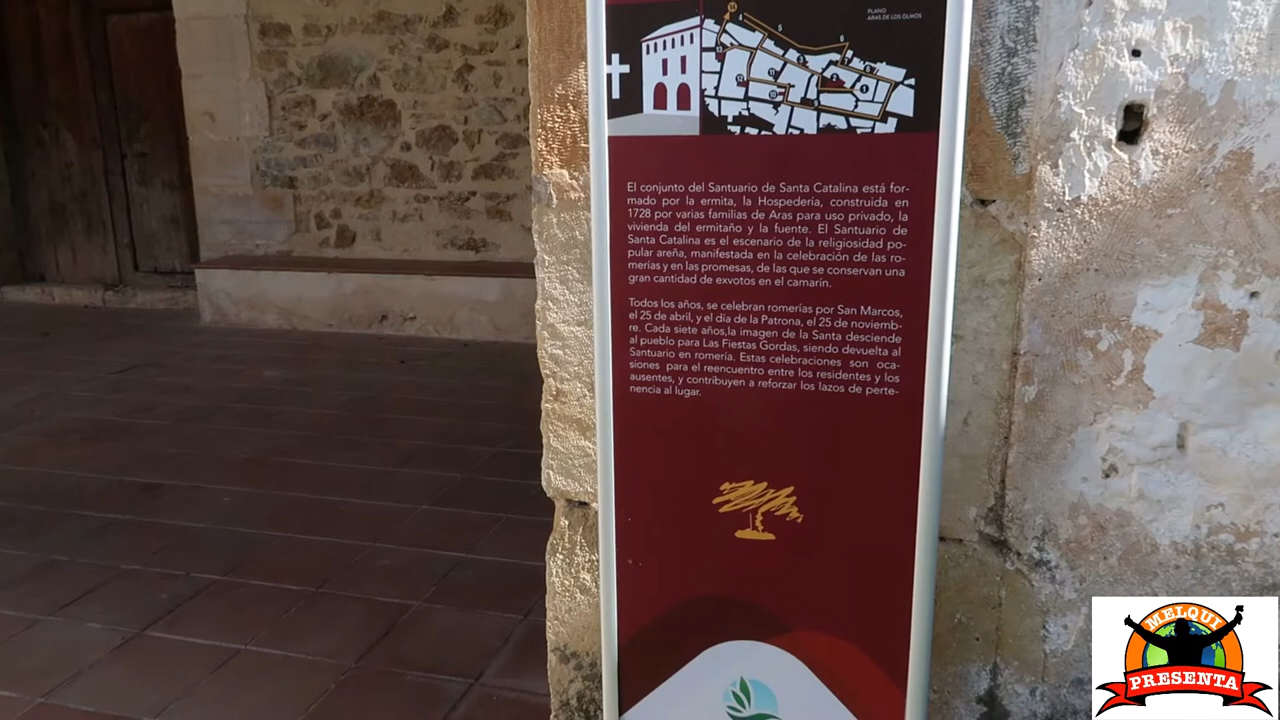 PLANO
ARAS DE LOS OLMOS
El conjunto del Santuario de Santa Catalina está for-
mado por la ermita, la Hospedería, construida en
1728 por varias familias de Aras para uso privado, la
vivienda del ermitaño y la fuente. El Santuario de
Santa Catalina es el escenario de la religiosidad po-
pular areña, manifestada en la celebración de las ro-
merías y en las promesas, de las que se conservan una
gran cantidad de exvotos en el camarín.
Todos los años, se celebran romerías por San Marcos,
el 25 de abril, y el día de la Patrona, el 25 de noviemb-
re. Cada siete años,la imagen de la Santa desciende
al pueblo para Las Fiestas Gordas, siendo devuelta al
Santuario en romería. Estas celebraciones son oca-
siones para el reencuentro entre los residentes y los
ausentes, y contribuyen a reforzar los lazos de perte-
nencia al lugar.
MELQUI
PRESENTA